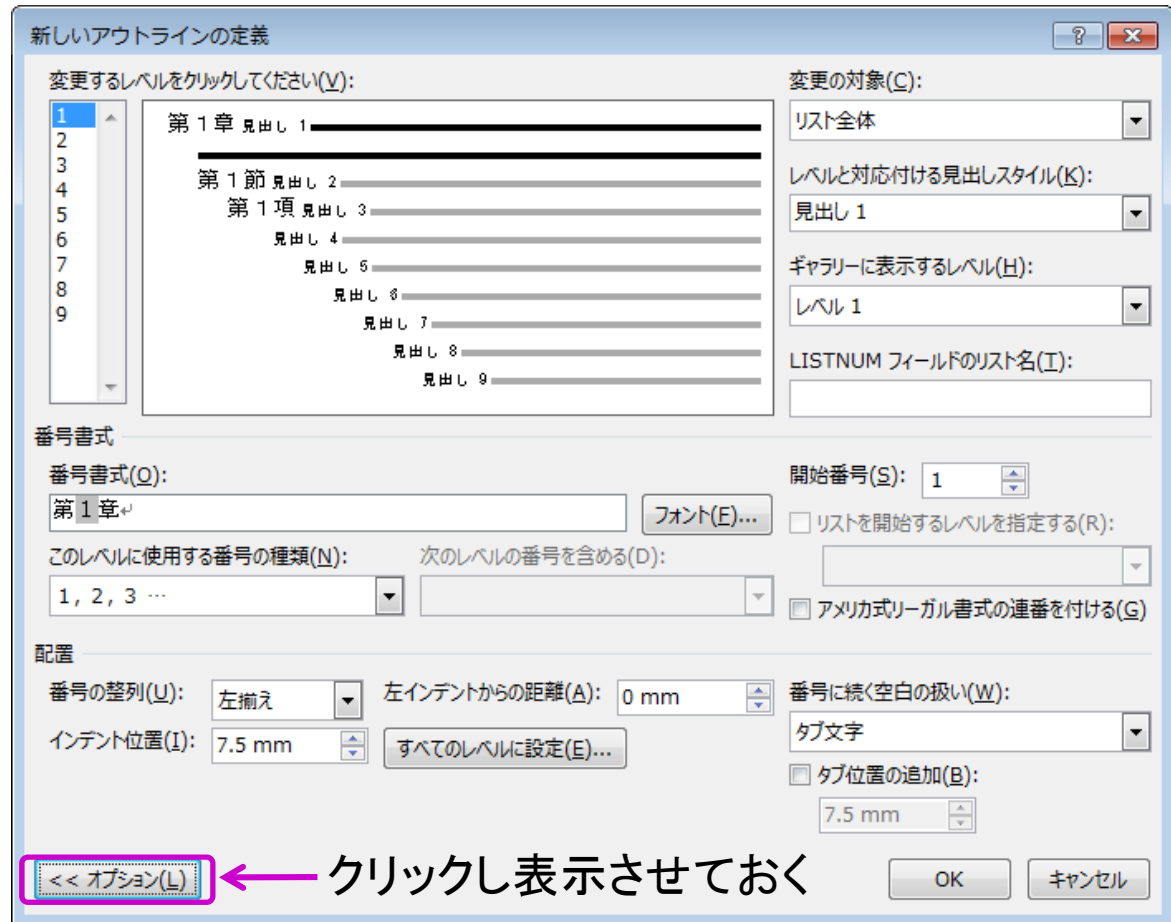 新しいアウトラインの定義
変更するレベルをクリックしてください(V):
1
2
3
4
5
6
7
8
9
第1章 見出し 1
第1節 見出し 2
第1項 見出し 3
見出し 4
見出し 5
見出し 6
見出し 7
見出し 8
見出し 9
変更の対象(C):
リスト全体
レベルと対応付ける見出しスタイル(K):
見出し 1
ギャラリーに表示するレベル(H):
レベル 1
LISTNUM フィールドのリスト名(T):
番号書式
番号書式(O):
第1章↵
フォント(F)...
開始番号(S): 1
リストを開始するレベルを指定する(R):
このレベルに使用する番号の種類(N):
1, 2, 3 …
次のレベルの番号を含める(D):
アメリカ式リーガル書式の連番を付ける(G)
配置
番号の整列(U): 左揃え
左インデントからの距離(A): 0 mm
番号に続く空白の扱い(W):
タブ文字
インデント位置(I): 7.5 mm
すべてのレベルに設定(E)...
タブ位置の追加(B):
7.5 mm
<< オプション(L)
クリックし表示させておく
OK
キャンセル